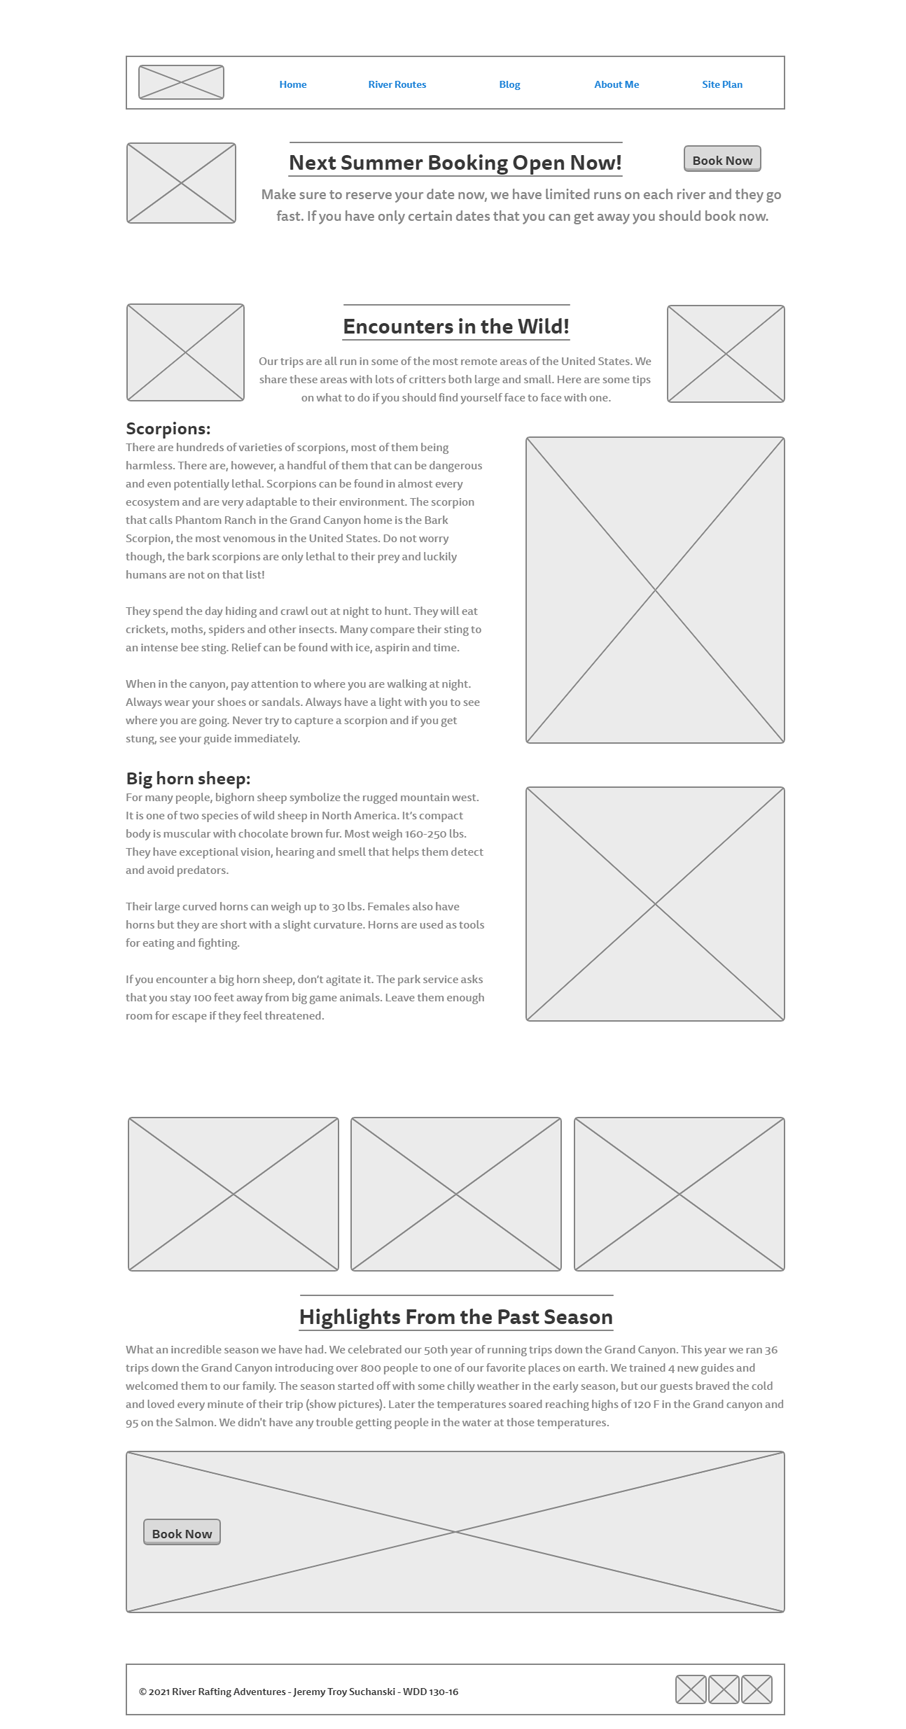 Home River Routes Blog About Me Site Plan
Next Summer Booking Open Now!
Book Now
Make sure to reserve your date now, we have limited runs on each river and they go
fast. If you have only certain dates that you can get away you should book now.
Encounters in the Wild!
Our trips are all run in some of the most remote areas of the United States. We
share these areas with lots of critters both large and small. Here are some tips
on what to do if you should find yourself face to face with one.
Scorpions:
There are hundreds of varieties of scorpions, most of them being
harmless. There are, however, a handful of them that can be dangerous
and even potentially lethal. Scorpions can be found in almost every
ecosystem and are very adaptable to their environment. The scorpion
that calls Phantom Ranch in the Grand Canyon home is the Bark
Scorpion, the most venomous in the United States. Do not worry
though, the bark scorpions are only lethal to their prey and luckily
humans are not on that list!
They spend the day hiding and crawl out at night to hunt. They will eat
crickets, moths, spiders and other insects. Many compare their sting to
an intense bee sting. Relief can be found with ice, aspirin and time.
When in the canyon, pay attention to where you are walking at night.
Always wear your shoes or sandals. Always have a light with you to see
where you are going. Never try to capture a scorpion and if you get
stung, see your guide immediately.
Big horn sheep:
For many people, bighorn sheep symbolize the rugged mountain west.
It is one of two species of wild sheep in North America. It's compact
body is muscular with chocolate brown fur. Most weigh 160-250 lbs.
They have exceptional vision, hearing and smell that helps them detect
and avoid predators.
Their large curved horns can weigh up to 30 lbs. Females also have
horns but they are short with a slight curvature. Horns are used as tools
for eating and fighting.
If you encounter a big horn sheep, don't agitate it. The park service asks
that you stay 100 feet away from big game animals. Leave them enough
room for escape if they feel threatened.
Highlights From the Past Season
What an incredible season we have had. We celebrated our 50th year of running trips down the Grand Canyon. This year we ran 36
trips down the Grand Canyon introducing over 800 people to one of our favorite places on earth. We trained 4 new guides and
welcomed them to our family. The season started off with some chilly weather in the early season, but our guests braved the cold
and loved every minute of their trip (show pictures). Later the temperatures soared reaching highs of 120 F in the Grand canyon and
95 on the Salmon. We didn't have any trouble getting people in the water at those temperatures.
Book Now
© 2021 River Rafting Adventures - Jeremy Troy Suchanski - WDD 130-16